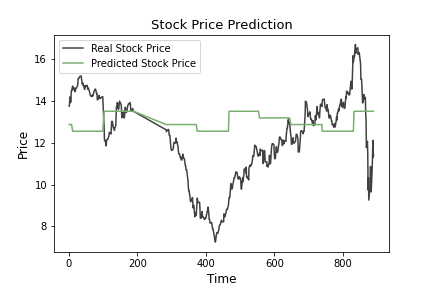 Stock Price Prediction
Real Stock Price
Predicted Stock Price
16
14
12
10
8
Price
0 200 400 600 800
Time